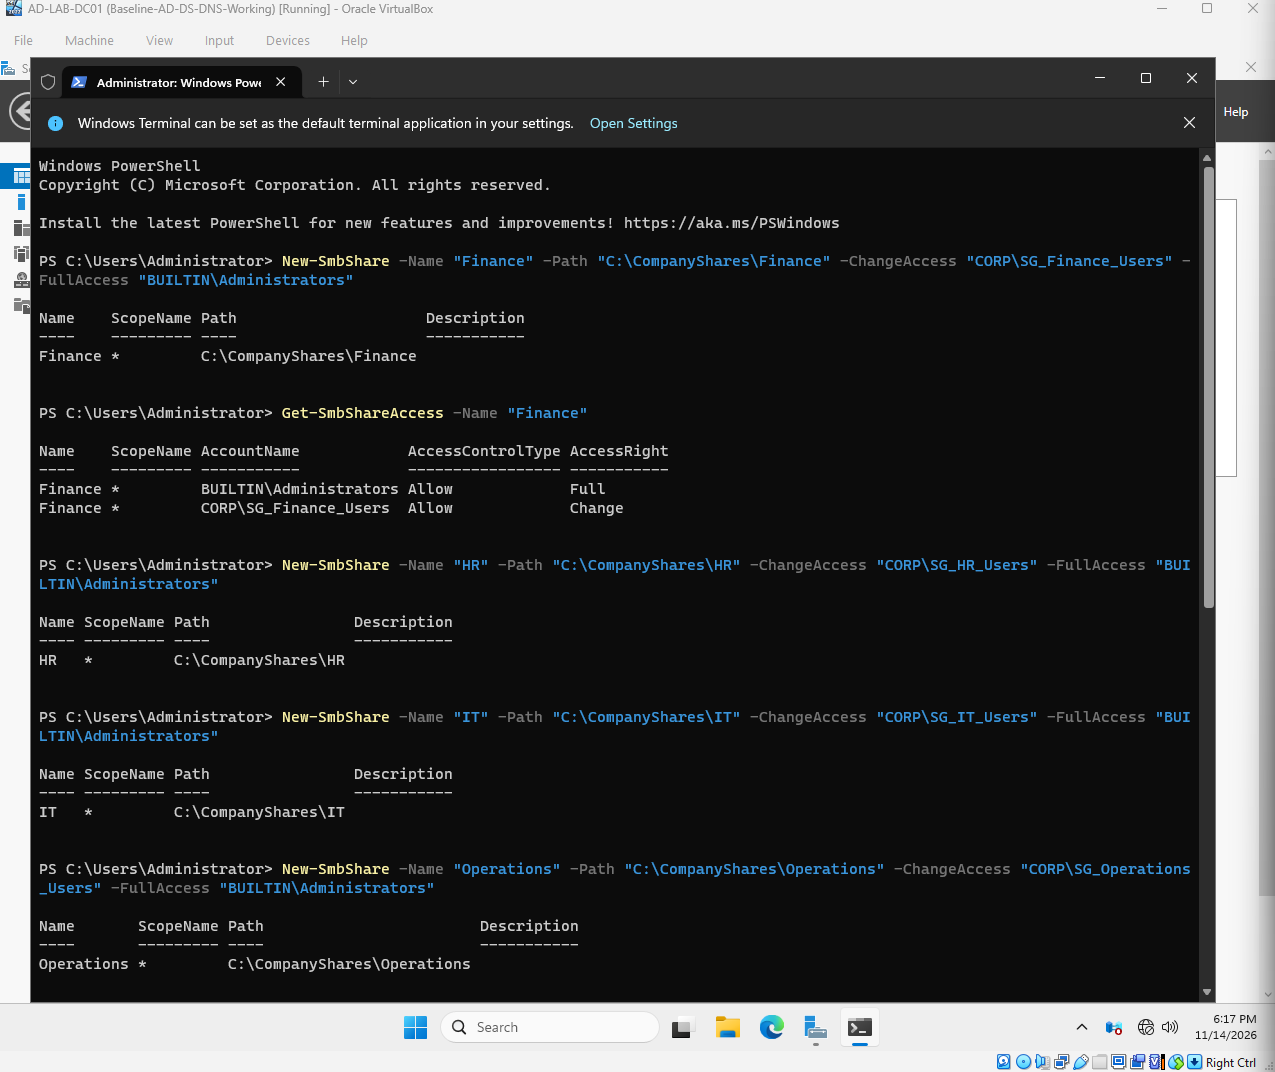 AD-LAB-DC01 (Baseline-AD-DS-DNS-Working) [Running] - Oracle VirtualBox
File Machine View Input Devices Help
Administrator: Windows Powe
Help
Windows Terminal can be set as the default terminal application in your settings. Open Settings
Windows PowerShell
Copyright (C) Microsoft Corporation. All rights reserved.
Install the latest PowerShell for new features and improvements! https://aka.ms/PSWindows
PS C:\Users\Administrator> New-SmbShare -Name "Finance" -Path "C:\CompanyShares\Finance" -ChangeAccess "CORP\SG_Finance_Users" -
FullAccess "BUILTIN\Administrators"
Name    ScopeName Path                     Description
----    --------- ----                     -----------
Finance *         C:\CompanyShares\Finance
PS C:\Users\Administrator> Get-SmbShareAccess -Name "Finance"
Name    ScopeName AccountName            AccessControlType AccessRight
----    --------- -----------            ----------------- -----------
Finance *         BUILTIN\Administrators Allow             Full
Finance *         CORP\SG_Finance_Users  Allow             Change
PS C:\Users\Administrator> New-SmbShare -Name "HR" -Path "C:\CompanyShares\HR" -ChangeAccess "CORP\SG_HR_Users" -FullAccess "BUI
LTIN\Administrators"
Name ScopeName Path                Description
---- --------- ----                -----------
HR   *         C:\CompanyShares\HR
PS C:\Users\Administrator> New-SmbShare -Name "IT" -Path "C:\CompanyShares\IT" -ChangeAccess "CORP\SG_IT_Users" -FullAccess "BUI
LTIN\Administrators"
Name ScopeName Path                Description
---- --------- ----                -----------
IT   *         C:\CompanyShares\IT
PS C:\Users\Administrator> New-SmbShare -Name "Operations" -Path "C:\CompanyShares\Operations" -ChangeAccess "CORP\SG_Operations
_Users" -FullAccess "BUILTIN\Administrators"
Name       ScopeName Path                        Description
----       --------- ----                        -----------
Operations *         C:\CompanyShares\Operations
Search
6:17 PM
11/14/2026
Right Ctrl